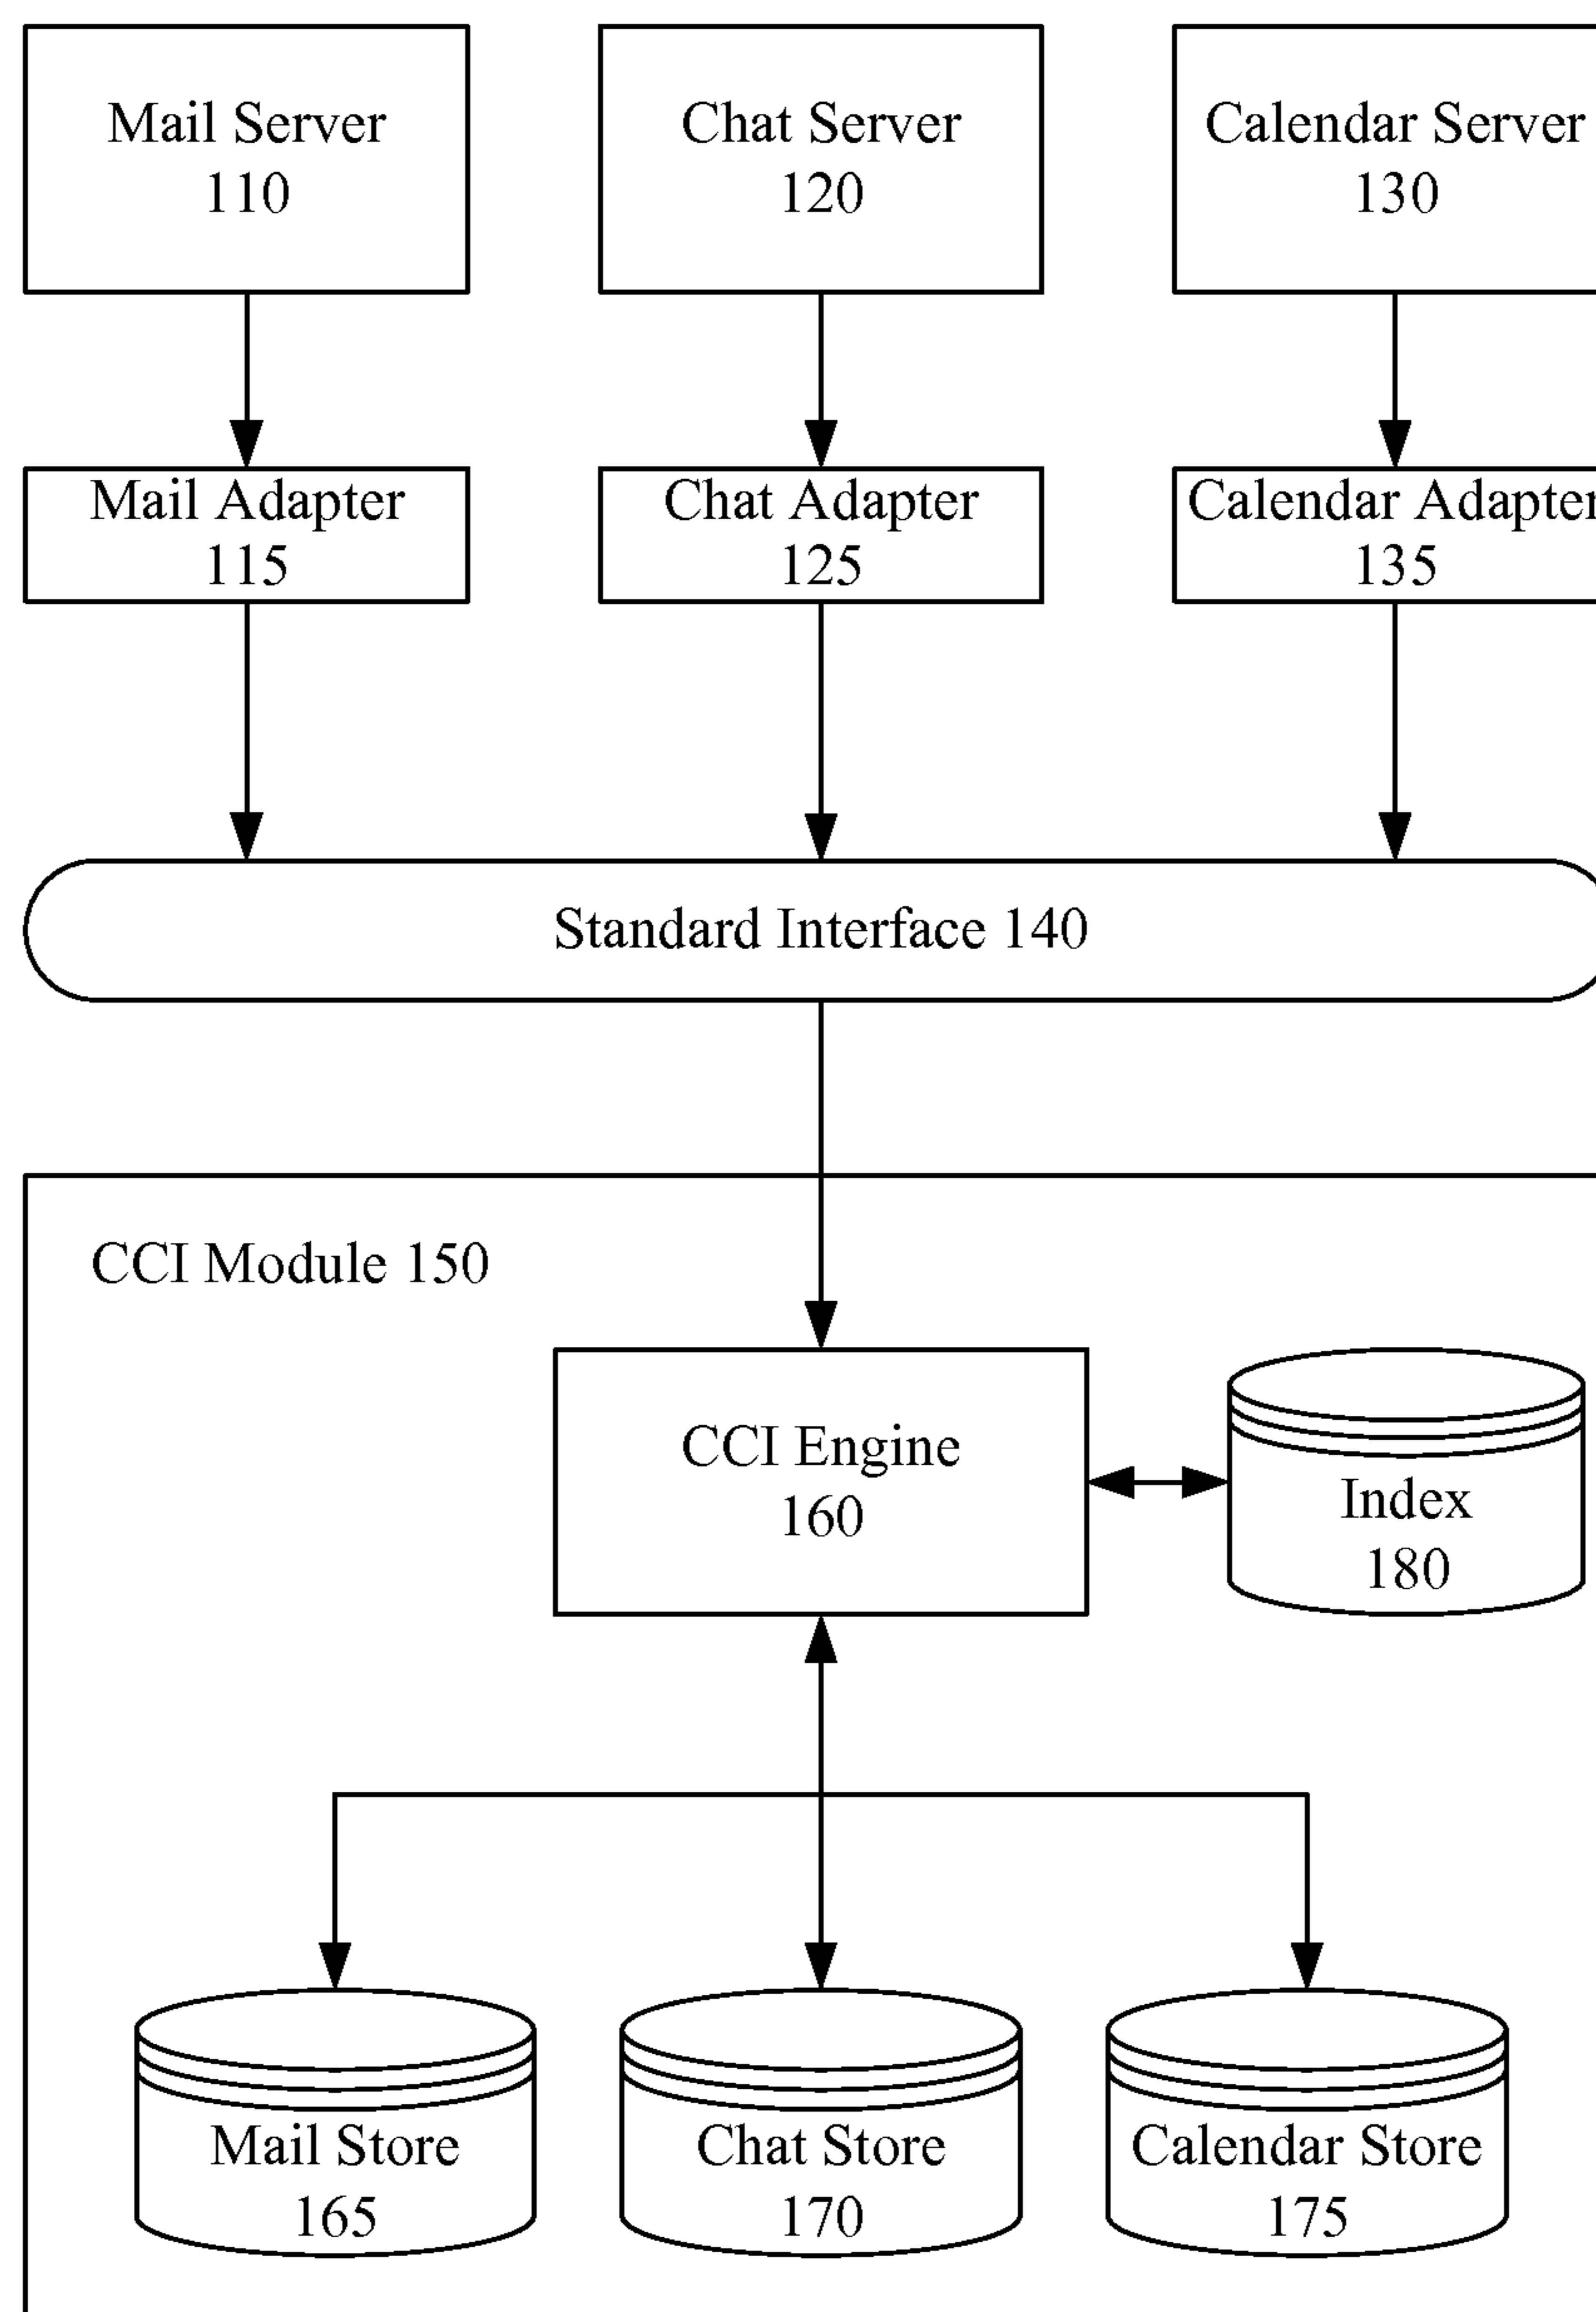 Mail Server
110
Chat Server
120
Calendar Server
130
Mail Adapter
115
Chat Adapter
125
Calendar Adapter
135
Standard Interface 140
CCI Module 150
CCI Engine
160
Index
180
Mail Store
165
Chat Store
170
Calendar Store
175